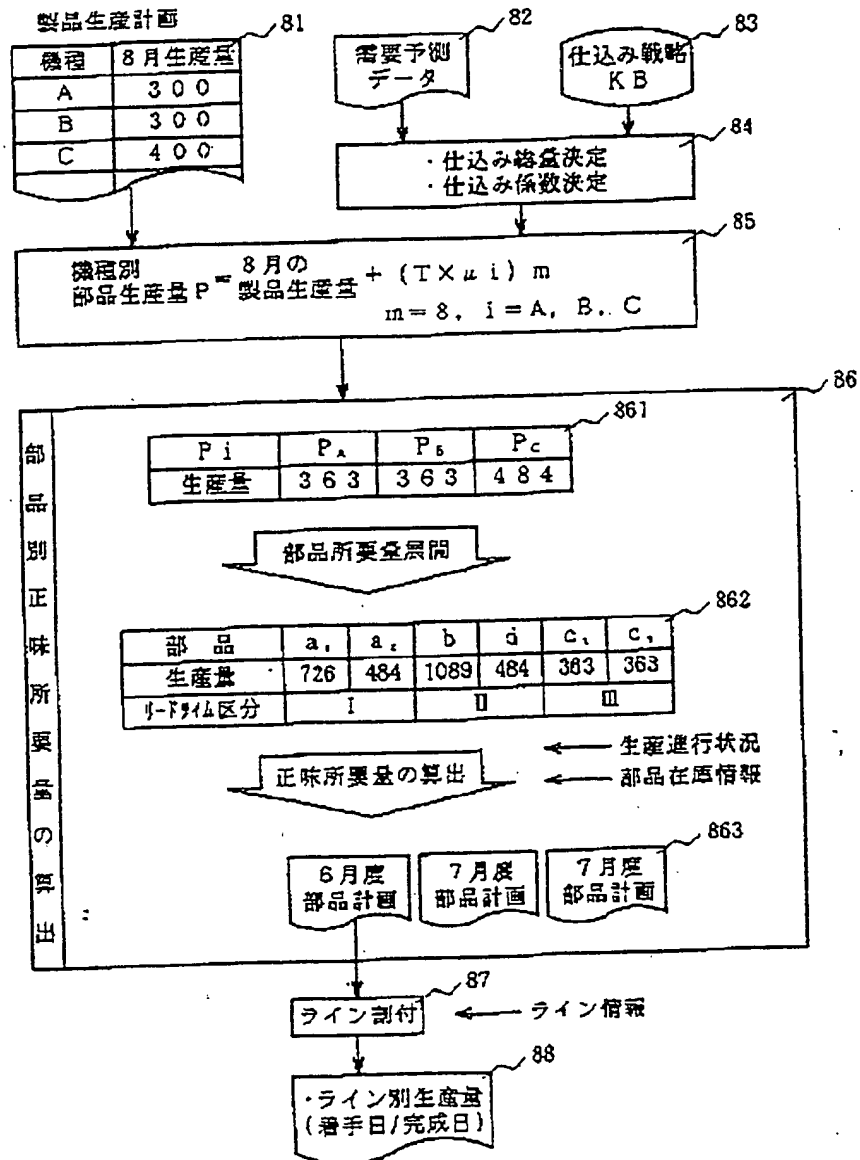 製品生産計画
81
機種 8月生産量
A 300
B 300
C 400
82
需要予測
データ
83
仕込み戦略
KB
84
・仕込み総量決定
・仕込み係数決定
85
機種別
部品生産量P=8月の製品生産量+(T×μi)m
m=8, i=A, B, C
86
部品別正味所要量の算出
861
Pi PA PB PC
生産量 363 363 484
部品所要量展開
862
部品 a₁ a₂ b d c₁
生産量 726 484 1089 484 363 363
リードタイム区分 I II III
生産進行状況
正味所要量の算出
部品在庫情報
863
6月度
部品計画
7月度
部品計画
7月度
部品計画
87
ライン割付
ライン情報
88
・ライン別生産量
(着手日/完成日)